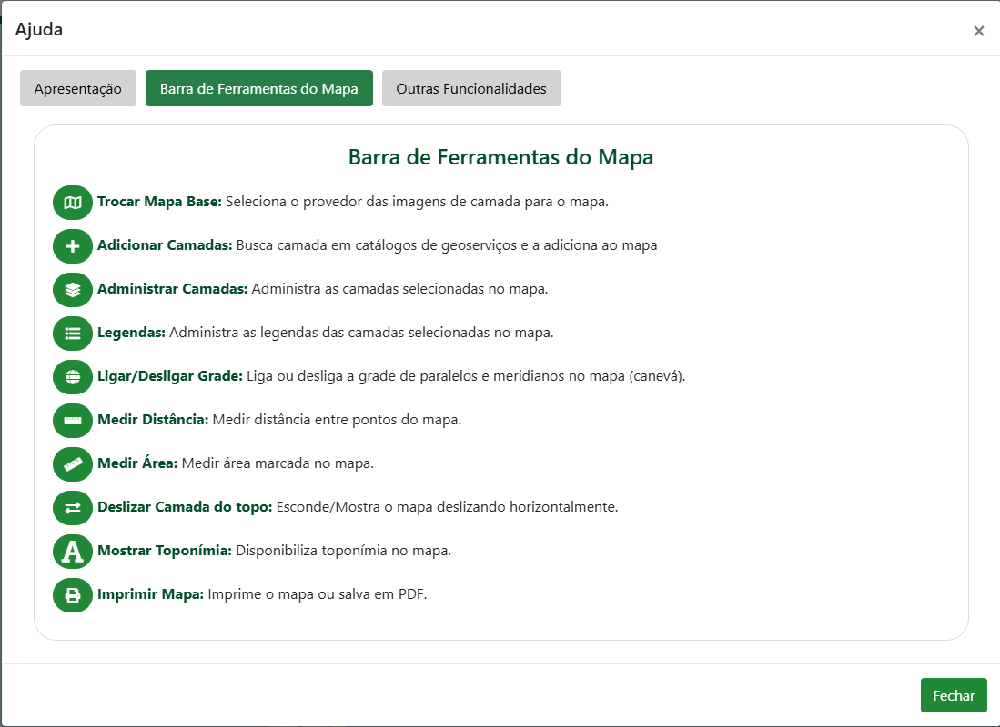 Ajuda
×
Apresentação
Barra de Ferramentas do Mapa
Outras Funcionalidades
Barra de Ferramentas do Mapa
Trocar Mapa Base: Seleciona o provedor das imagens de camada para o mapa.
Adicionar Camadas: Busca camada em catálogos de geoserviços e a adiciona ao mapa
Administrar Camadas: Administra as camadas selecionadas no mapa.
Legendas: Administra as legendas das camadas selecionadas no mapa.
Ligar/Desligar Grade: Liga ou desliga a grade de paralelos e meridianos no mapa (canevá).
Medir Distância: Medir distância entre pontos do mapa.
Medir Área: Medir área marcada no mapa.
Deslizar Camada do topo: Esconde/Mostra o mapa deslizando horizontalmente.
A Mostrar Toponímia: Disponibiliza toponímia no mapa.
Imprimir Mapa: Imprime o mapa ou salva em PDF.
Fechar